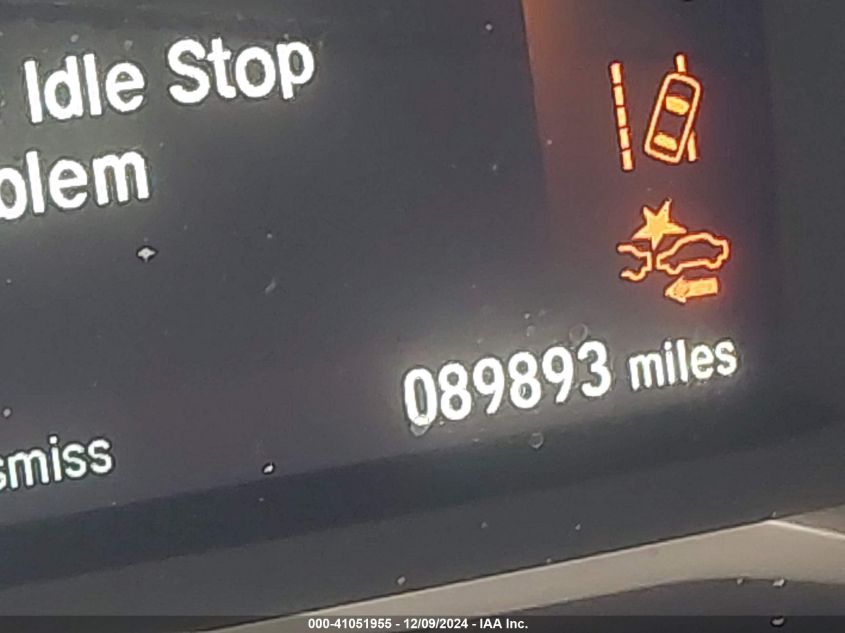 Idle Stop
olem
089893 miles
smiss
000-41051955 - 12/09/2024 - IAA Inc.